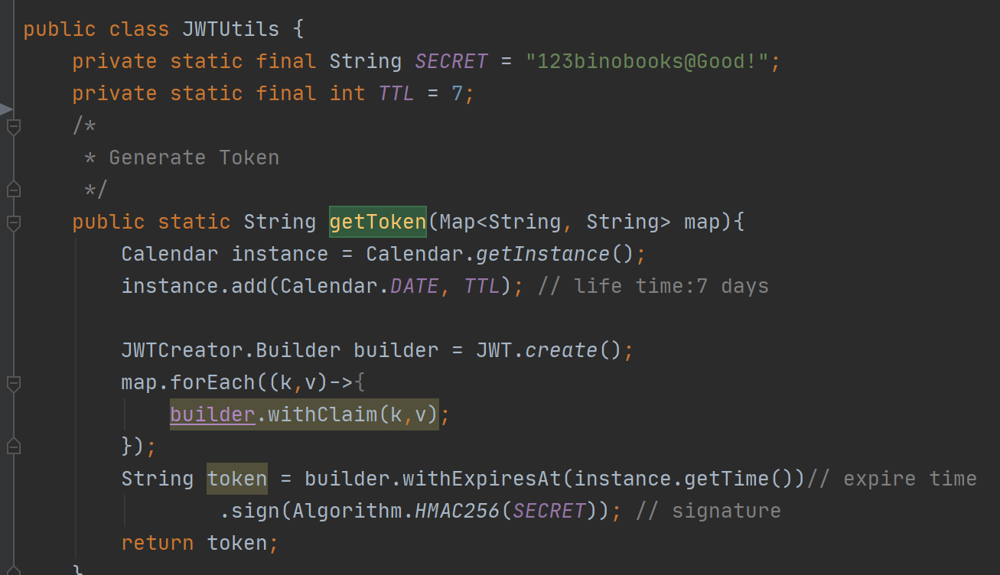 public class JWTUtils {
    private static final String SECRET = "123binobooks@Good!";
    private static final int TTL = 7;
    /*
     * Generate Token
     */
    public static String getToken(Map<String, String> map){
        Calendar instance = Calendar.getInstance();
        instance.add(Calendar.DATE, TTL); // life time:7 days
        JWTCreator.Builder builder = JWT.create();
        map.forEach((k,v)->{
            builder.withClaim(k,v);
        });
        String token = builder.withExpiresAt(instance.getTime())// expire time
                .sign(Algorithm.HMAC256(SECRET)); // signature
        return token;
    }